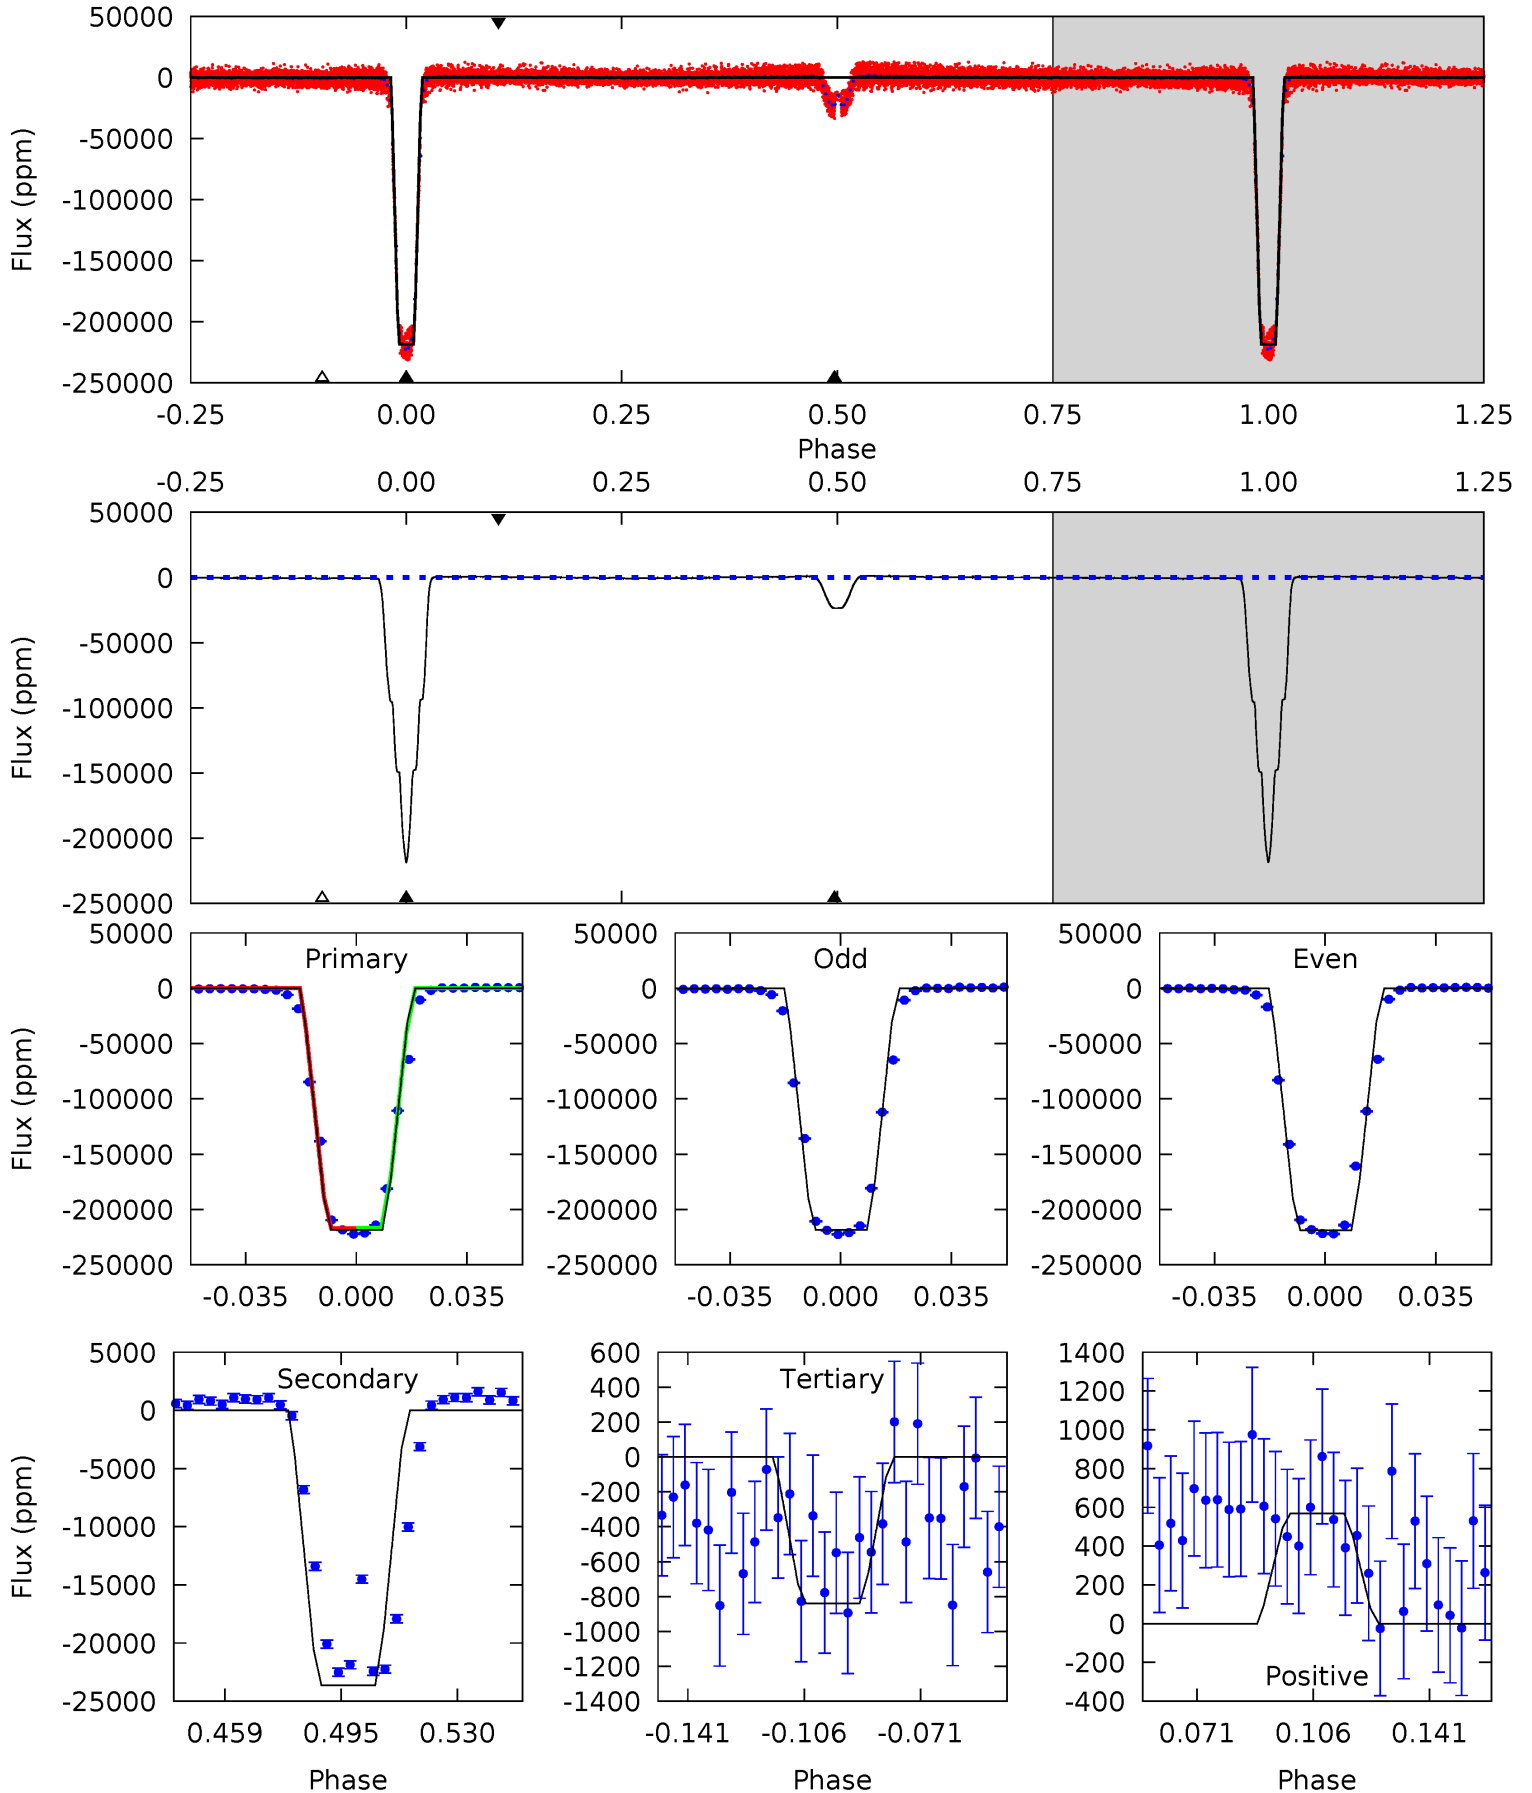 50000
0
-50000
-100000
-150000
-200000
-250000
Flux (ppm)
-0.25 0.00 0.25 0.50 0.75 1.00 1.25
Phase
-0.25 0.00 0.25 0.50 0.75 1.00 1.25
50000
0
-50000
-100000
-150000
-200000
-250000
Flux (ppm)
Primary
50000
0
-50000
-100000
-150000
-200000
-250000
Flux (ppm)
-0.035 0.000 0.035
Odd
50000
0
-50000
-100000
-150000
-200000
-250000
-0.035 0.000 0.035
Even
50000
0
-50000
-100000
-150000
-200000
-250000
-0.035 0.000 0.035
Secondary
5000
0
-5000
-10000
-15000
-20000
-25000
Flux (ppm)
0.459 0.495 0.530
Phase
Tertiary
600
400
200
0
-200
-400
-600
-800
-1000
-1200
-1400
-0.141 -0.106 -0.071
Phase
1400
1200
1000
800
600
400
200
0
-200
-400
Positive
0.071 0.106 0.141
Phase